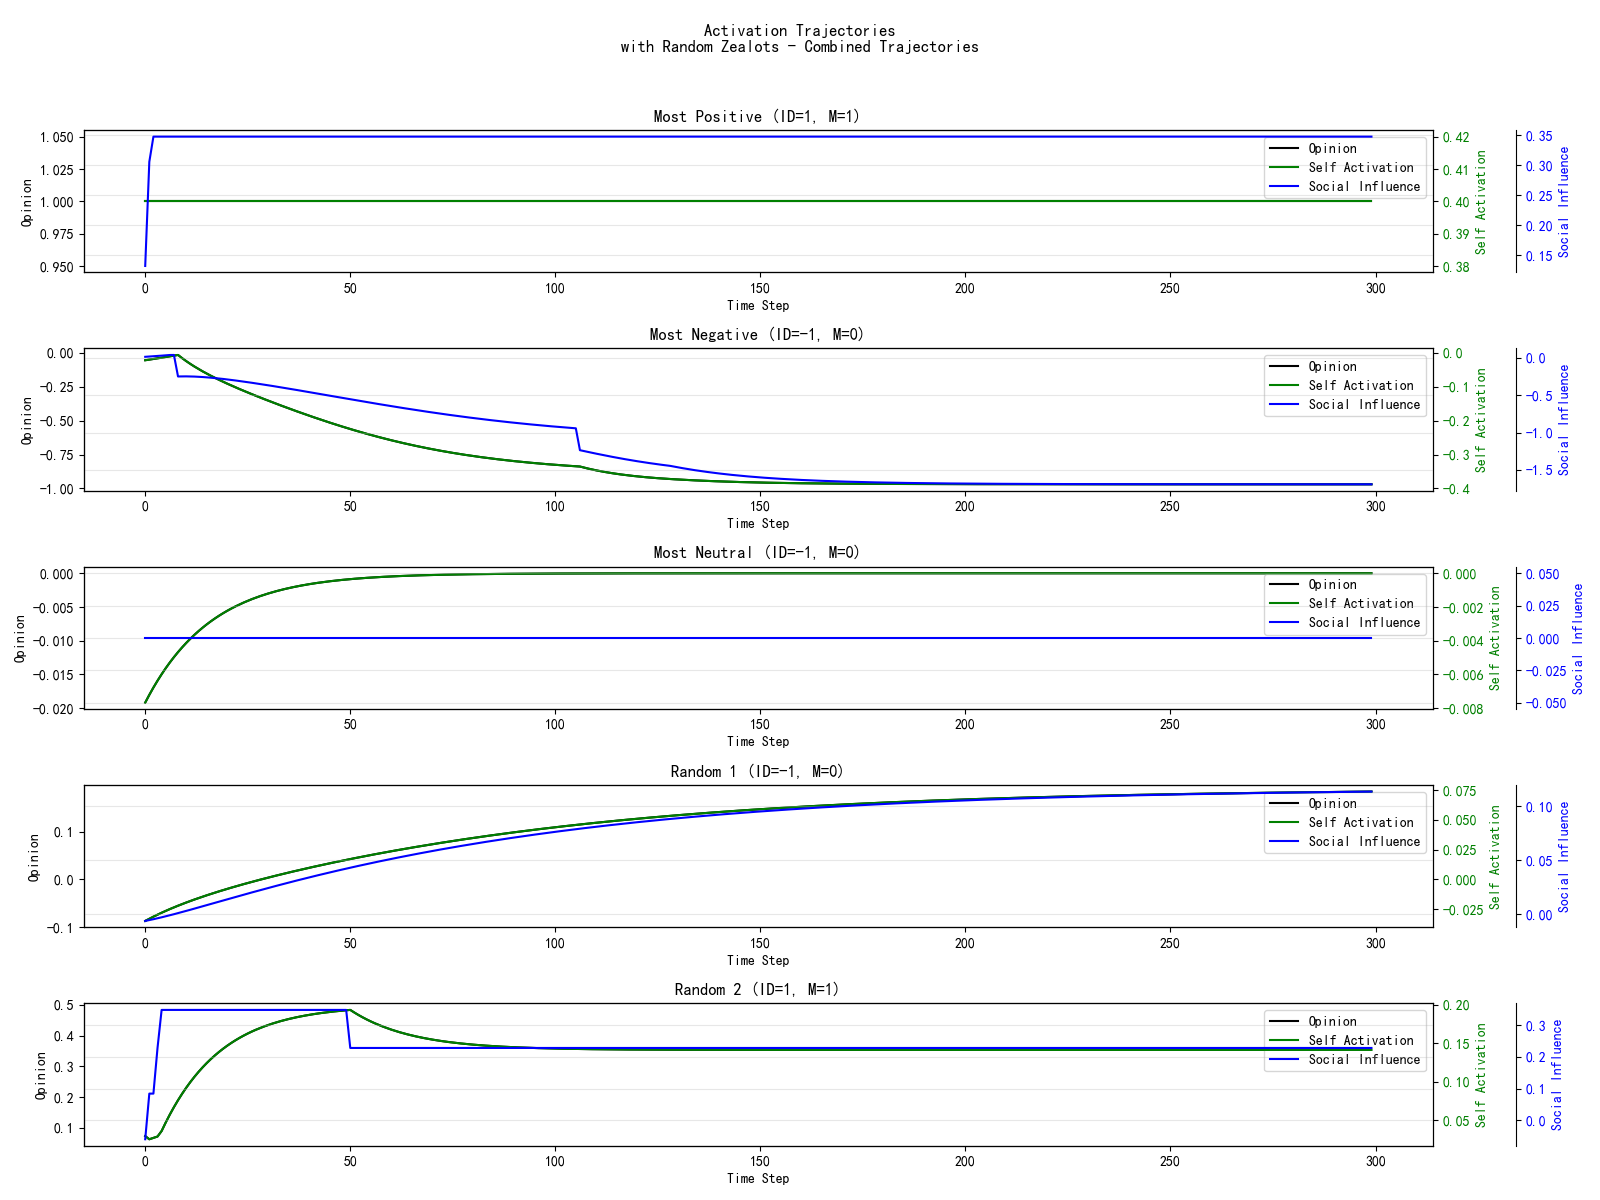 Activation Trajectories
with Random Zealots - Combined Trajectories
Most Positive (ID=1, M=1)
Opinion
1.050
1.025
1.000
0.975
0.950
0 50 100 150 200 250 300
Time Step
Opinion
Self Activation
Social Influence
0.42
0.41
0.40
0.39
0.38
Self Activation
0.35
0.30
0.25
0.20
0.15
Social Influence
Most Negative (ID=-1, M=0)
Opinion
0.00
-0.25
-0.50
-0.75
-1.00
0 50 100 150 200 250 300
Time Step
Opinion
Self Activation
Social Influence
0.0
-0.1
-0.2
-0.3
-0.4
Self Activation
0.0
-0.5
-1.0
-1.5
Social Influence
Most Neutral (ID=-1, M=0)
Opinion
0.000
-0.005
-0.010
-0.015
-0.020
0 50 100 150 200 250 300
Time Step
Opinion
Self Activation
Social Influence
0.000
-0.002
-0.004
-0.006
-0.008
Self Activation
0.050
0.025
0.000
-0.025
-0.050
Social Influence
Random 1 (ID=-1, M=0)
Opinion
0.1
0.0
-0.1
0 50 100 150 200 250 300
Time Step
Opinion
Self Activation
Social Influence
0.075
0.050
0.025
0.000
-0.025
Self Activation
0.10
0.05
0.00
Social Influence
Random 2 (ID=1, M=1)
Opinion
0.5
0.4
0.3
0.2
0.1
0 50 100 150 200 250 300
Time Step
Opinion
Self Activation
Social Influence
0.20
0.15
0.10
0.05
Self Activation
0.3
0.2
0.1
0.0
Social Influence